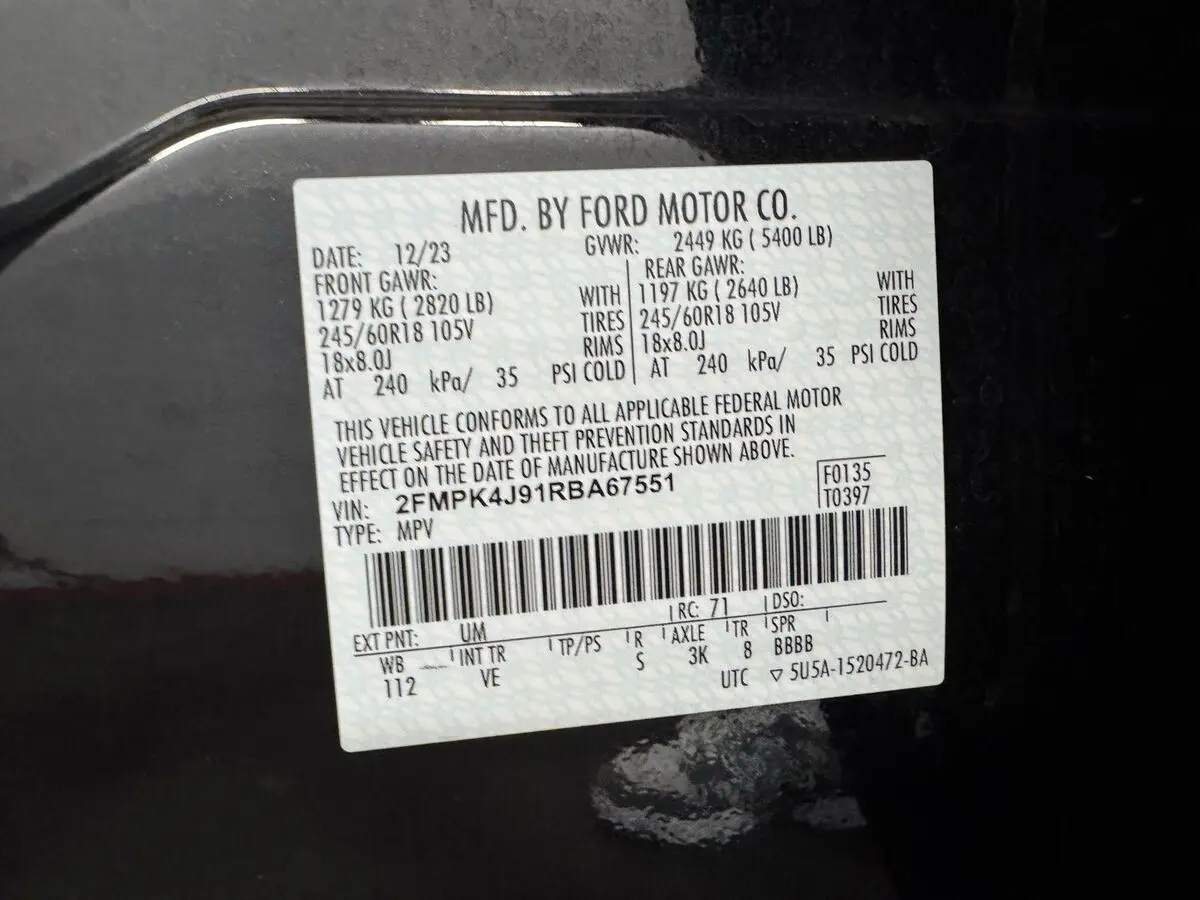 MFD. BY FORD MOTOR CO.
DATE: 12/23 GVWR: 2449 KG ( 5400 LB)
FRONT GAWR: REAR GAWR:
1279 KG ( 2820 LB) WITH 1197 KG ( 2640 LB) WITH
245/60R18 105V TIRES 245/60R18 105V TIRES
18x8.0J RIMS 18x8.0J RIMS
AT 240 kPa/ 35 PSI COLD AT 240 kPa/ 35 PSI COLD
THIS VEHICLE CONFORMS TO ALL APPLICABLE FEDERAL MOTOR
VEHICLE SAFETY AND THEFT PREVENTION STANDARDS IN
EFFECT ON THE DATE OF MANUFACTURE SHOWN ABOVE.
VIN: 2FMPK4J91RBA67551 F0135
TYPE: MPV T0397
EXT PNT: UM RC: 71 DSO:
WB INT TR TP/PS R AXLE TR SPR
112 VE S 3K 8 BBBB
UTC ▽ 5U5A-1520472-BA